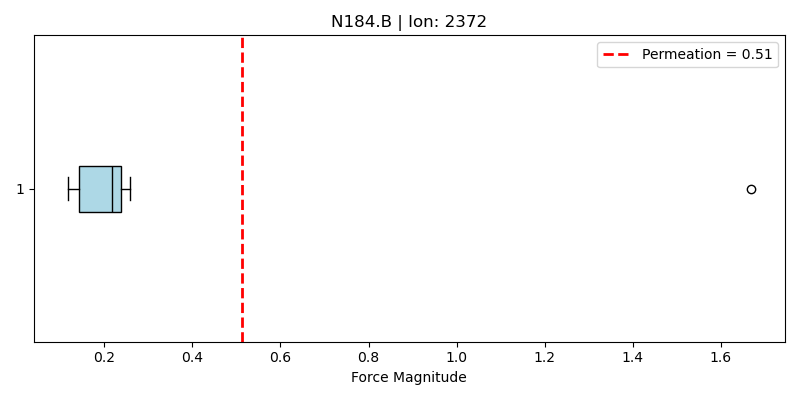 N184.B | Ion: 2372
Permeation = 0.51
1
0.2 0.4 0.6 0.8 1.0 1.2 1.4 1.6
Force Magnitude